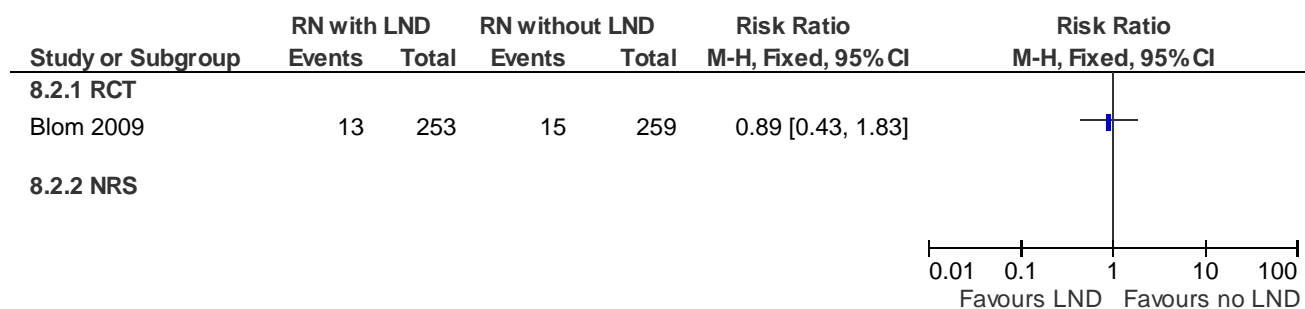 RN with LND RN without LND Risk Ratio Risk Ratio
Study or Subgroup Events Total Events Total M-H, Fixed, 95% CI M-H, Fixed, 95% CI
8.2.1 RCT
Blom 2009 13 253 15 259 0.89 [0.43, 1.83]
8.2.2 NRS
0.01 0.1 1 10 100
Favours LND Favours no LND